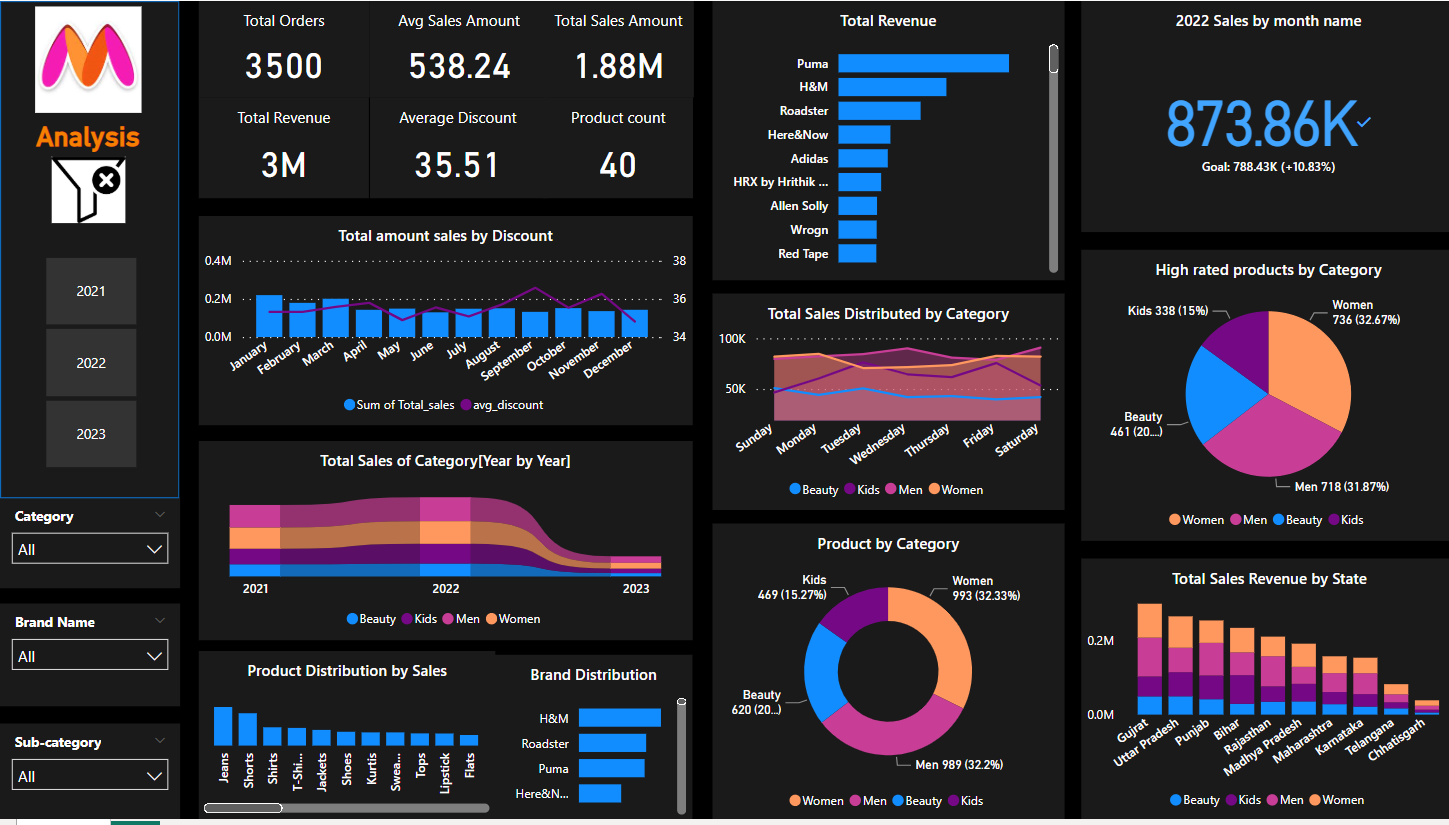 Analysis
2021
2022
2023
Category
All
Brand Name
All
Sub-category
All
Total Orders
3500
Avg Sales Amount
538.24
Total Sales Amount
1.88M
Total Revenue
3M
Average Discount
35.51
Product count
40
Total amount sales by Discount
0.4M
0.2M
0.0M
38
36
34
January
February
March
April
May
June
July
August
September
October
November
December
Sum of Total_sales
avg_discount
Total Sales of Category[Year by Year]
2021
2022
2023
Beauty
Kids
Men
Women
Product Distribution by Sales
Jeans
Shorts
Shirts
T-Shi...
Jackets
Shoes
Kurtis
Swea...
Tops
Lipstick
Flats
Brand Distribution
H&M
Roadster
Puma
Here&N...
Total Revenue
Puma
H&M
Roadster
Here&Now
Adidas
HRX by Hrithik ...
Allen Solly
Wrogn
Red Tape
Total Sales Distributed by Category
100K
50K
Sunday
Monday
Tuesday
Wednesday
Thursday
Friday
Saturday
Beauty
Kids
Men
Women
Product by Category
Kids
469 (15.27%)
Women
993 (32.33%)
Beauty
620 (20...)
Men 989 (32.2%)
Women
Men
Beauty
Kids
2022 Sales by month name
873.86K
Goal: 788.43K (+10.83%)
High rated products by Category
Kids 338 (15%)
Women
736 (32.67%)
Beauty
461 (20....)
Men 718 (31.87%)
Women
Men
Beauty
Kids
Total Sales Revenue by State
0.2M
0.0M
Gujrat
Uttar Pradesh
Punjab
Bihar
Rajasthan
Madhya Pradesh
Maharashtra
Karnataka
Telangana
Chhatisgarh
Beauty
Kids
Men
Women